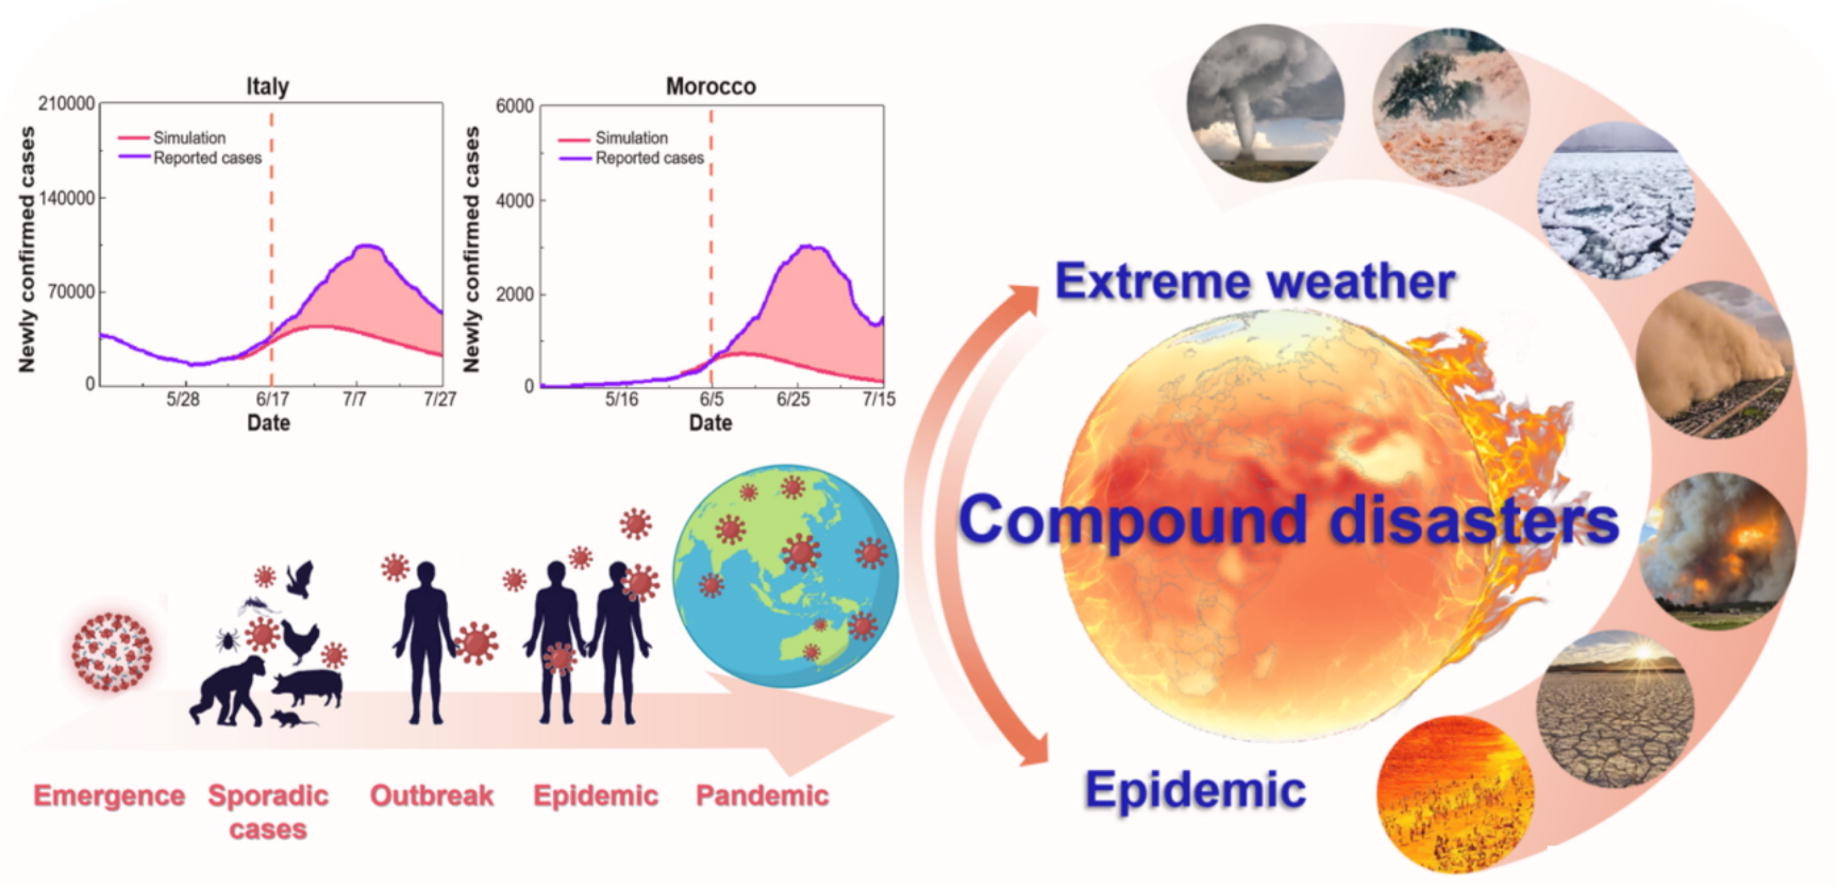 Italy
210000
140000
70000
0
Newly confirmed cases
Simulation
Reported cases
5/28
6/17
7/7
7/27
Date
Morocco
6000
4000
2000
0
Newly confirmed cases
Simulation
Reported cases
5/16
6/5
6/25
7/15
Date
Emergence
Sporadic
cases
Outbreak
Epidemic
Pandemic
Extreme weather
Compound disasters
Epidemic